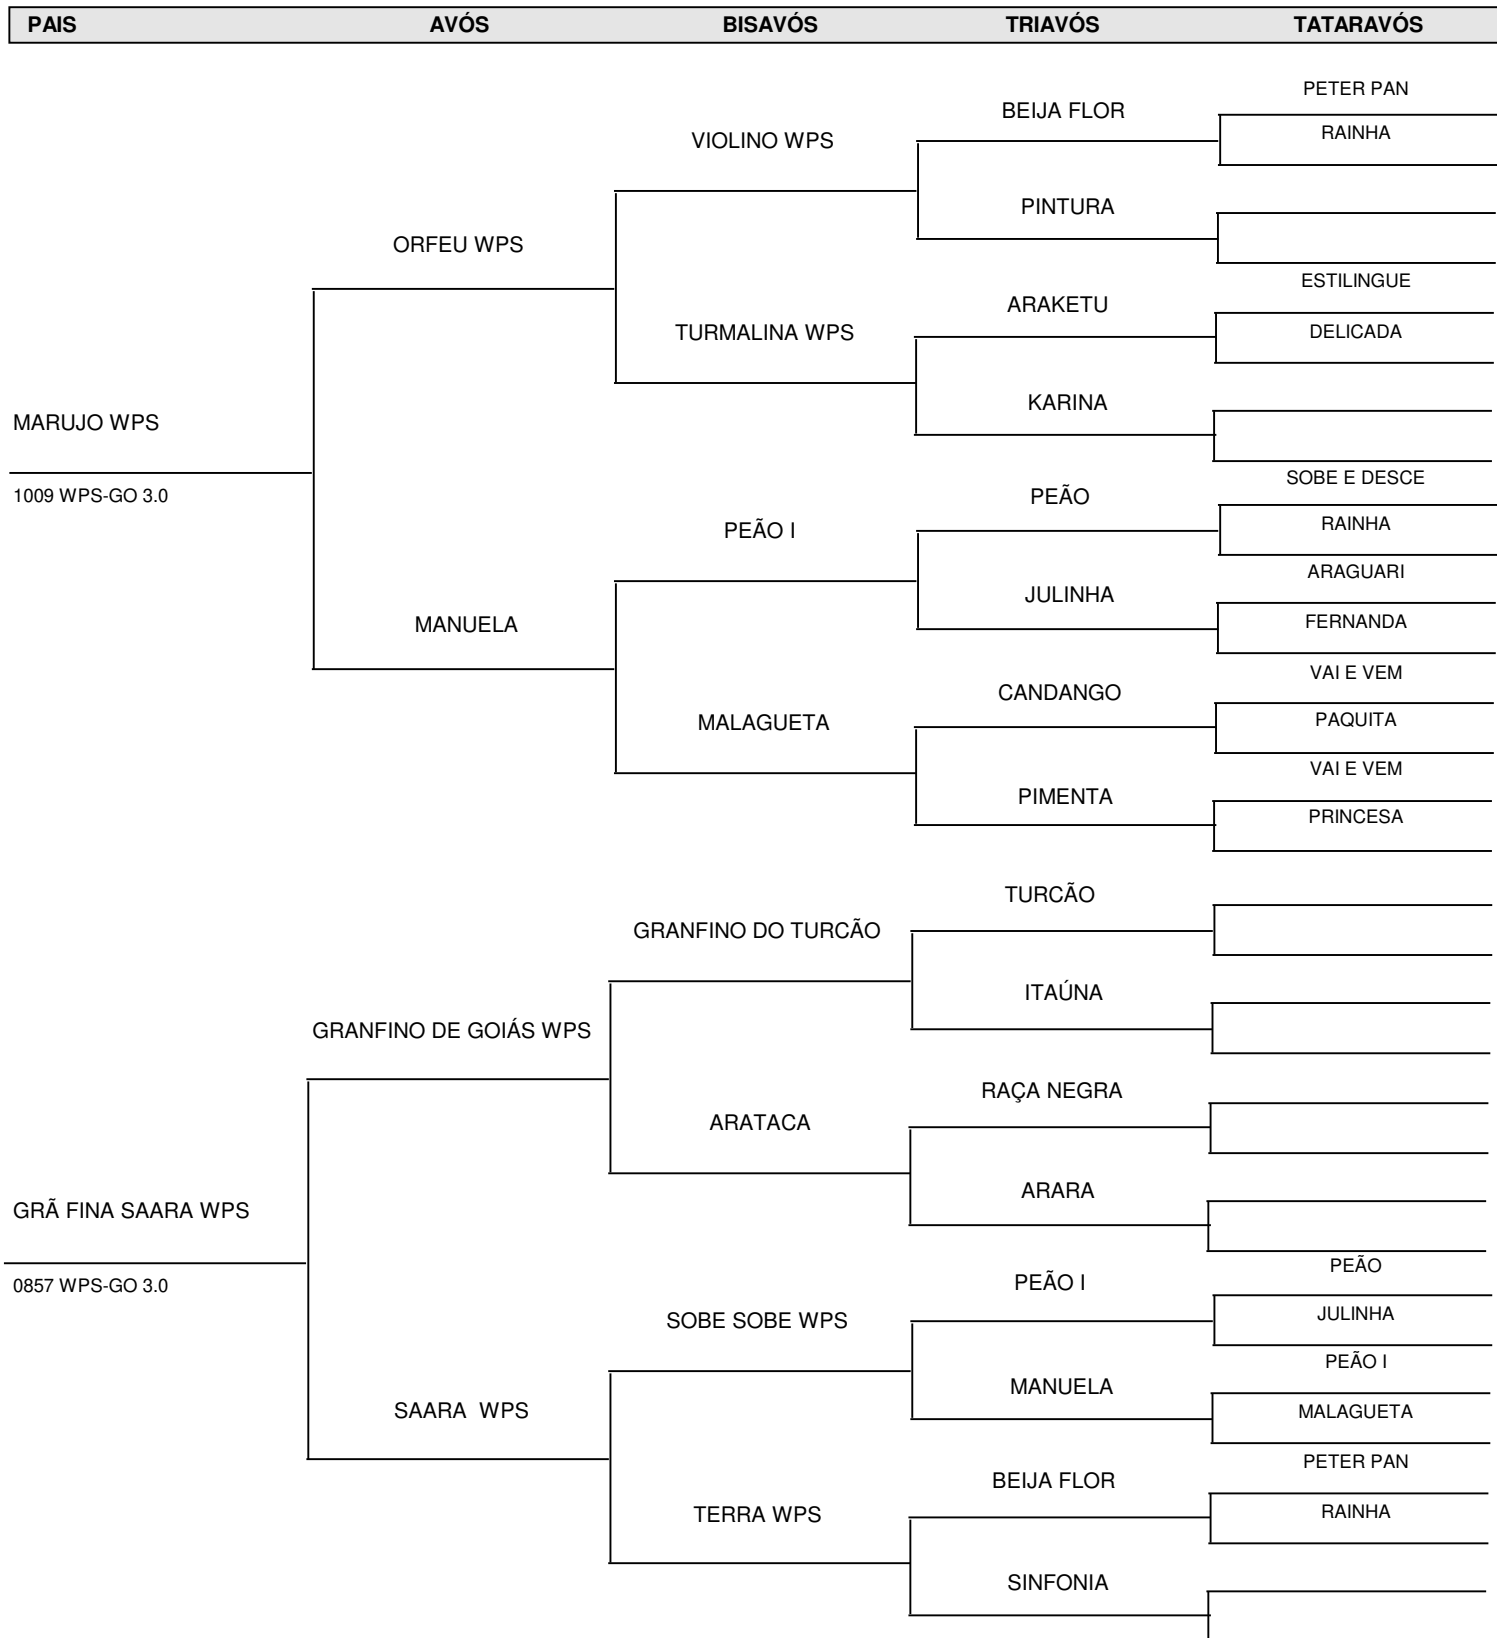 PAIS AVÓS BISAVÓS TRIAVÓS TATARAVÓS
PETER PAN
BEIJA FLOR
RAINHA
VIOLINO WPS
PINTURA
ORFEU WPS
ESTILINGUE
ARAKETU
TURMALINA WPS
DELICADA
KARINA
MARUJO WPS
SOBE E DESCE
1009 WPS-GO 3.0
PEÃO
RAINHA
PEÃO I
ARAGUARI
JULINHA
MANUELA
FERNANDA
VAI E VEM
CANDANGO
MALAGUETA
PAQUITA
VAI E VEM
PIMENTA
PRINCESA
TURCÃO
GRANFINO DO TURCÃO
ITAÚNA
GRANFINO DE GOIÁS WPS
RAÇA NEGRA
ARATACA
ARARA
GRÃ FINA SAARA WPS
PEÃO
0857 WPS-GO 3.0
PEÃO I
JULINHA
SOBE SOBE WPS
PEÃO I
MANUELA
SAARA WPS
MALAGUETA
PETER PAN
BEIJA FLOR
RAINHA
TERRA WPS
SINFONIA